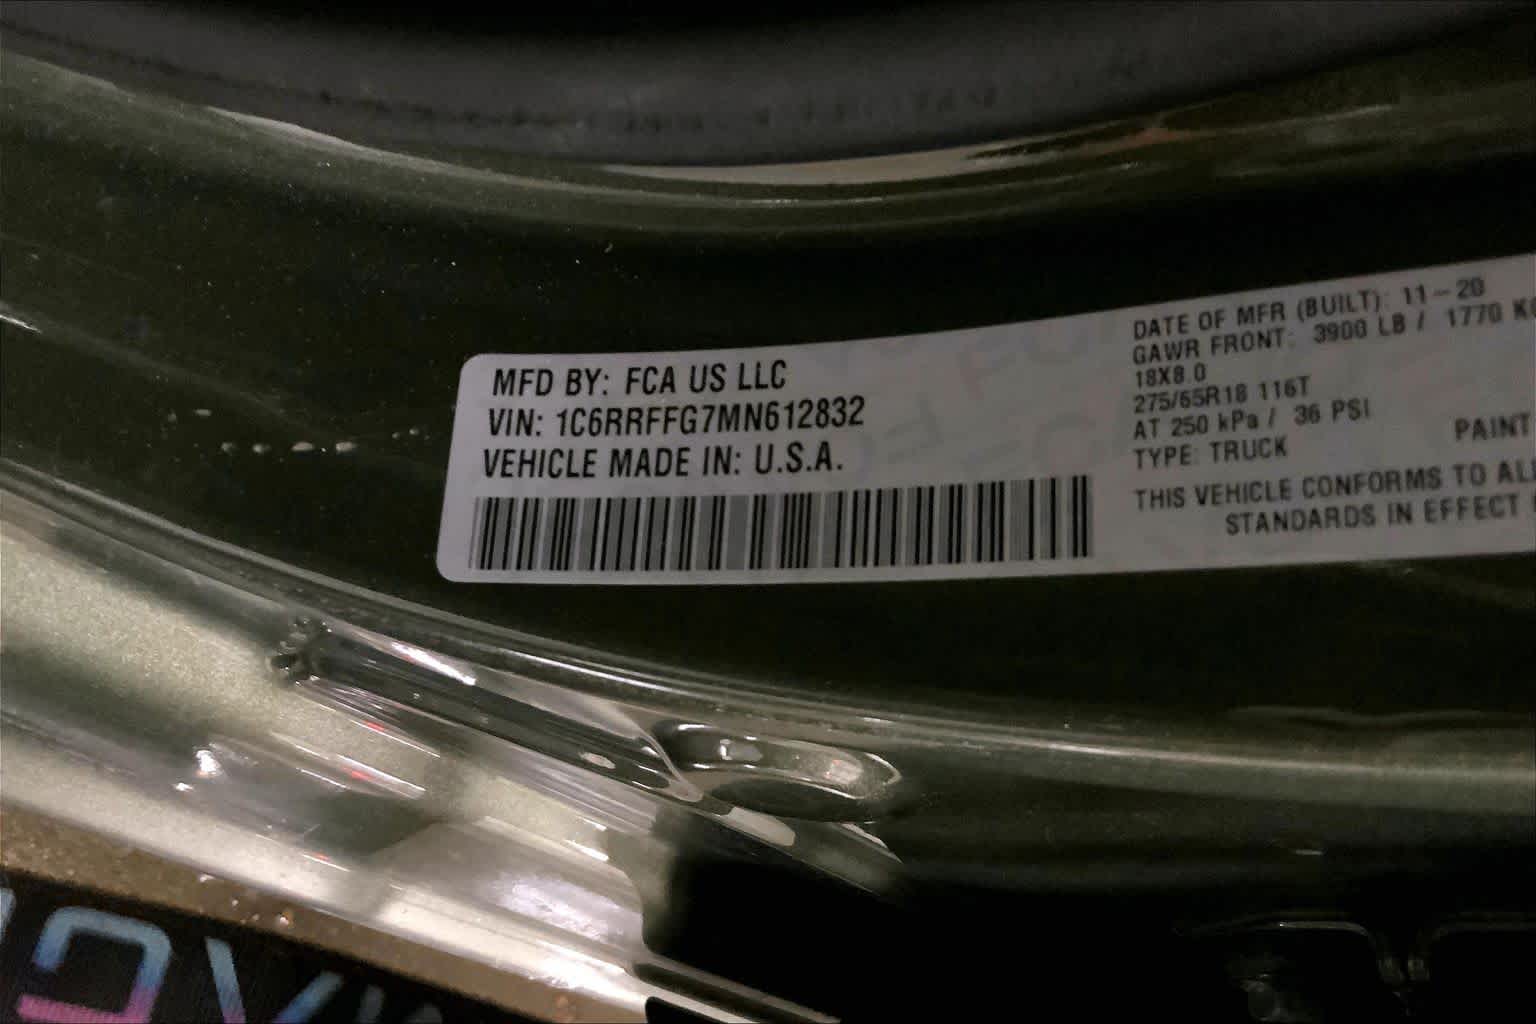 MFD BY: FCA US LLC
VIN: 1C6RRFFG7MN612832
VEHICLE MADE IN: U.S.A.
DATE OF MFR (BUILT): 11-20
GAWR FRONT: 3900 LB / 1770 KG
18X8.0
275/65R18 116T
AT 250 kPa / 36 PSI
TYPE: TRUCK
PAINT
THIS VEHICLE CONFORMS TO ALL
STANDARDS IN EFFECT